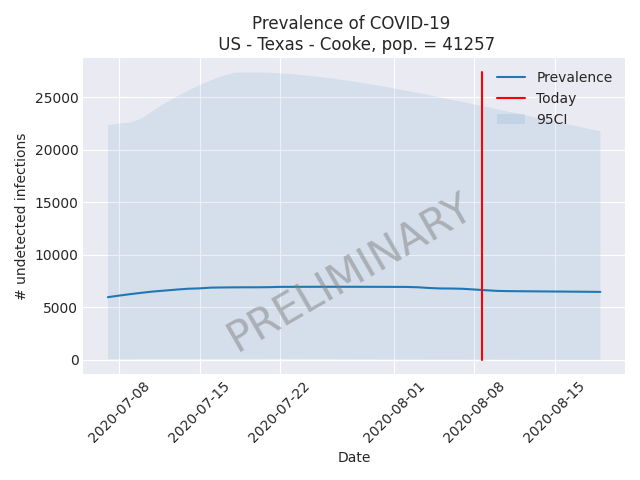 Prevalence of COVID-19
US - Texas - Cooke, pop. = 41257
# undetected infections
25000
20000
15000
10000
5000
0
Prevalence
Today
95CI
PRELIMINARY
2020-07-08
2020-07-15
2020-07-22
2020-08-01
2020-08-08
2020-08-15
Date